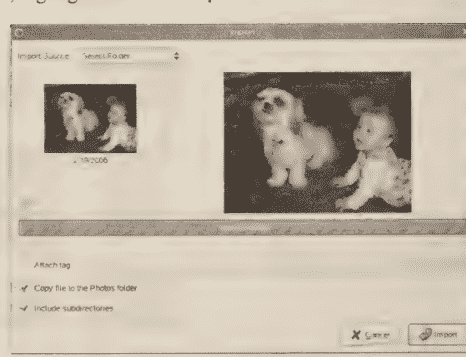 Import
Import Source: Select Folder
Attach tag
Copy file to the Photos folder
Include subdirectories
Cancel Import